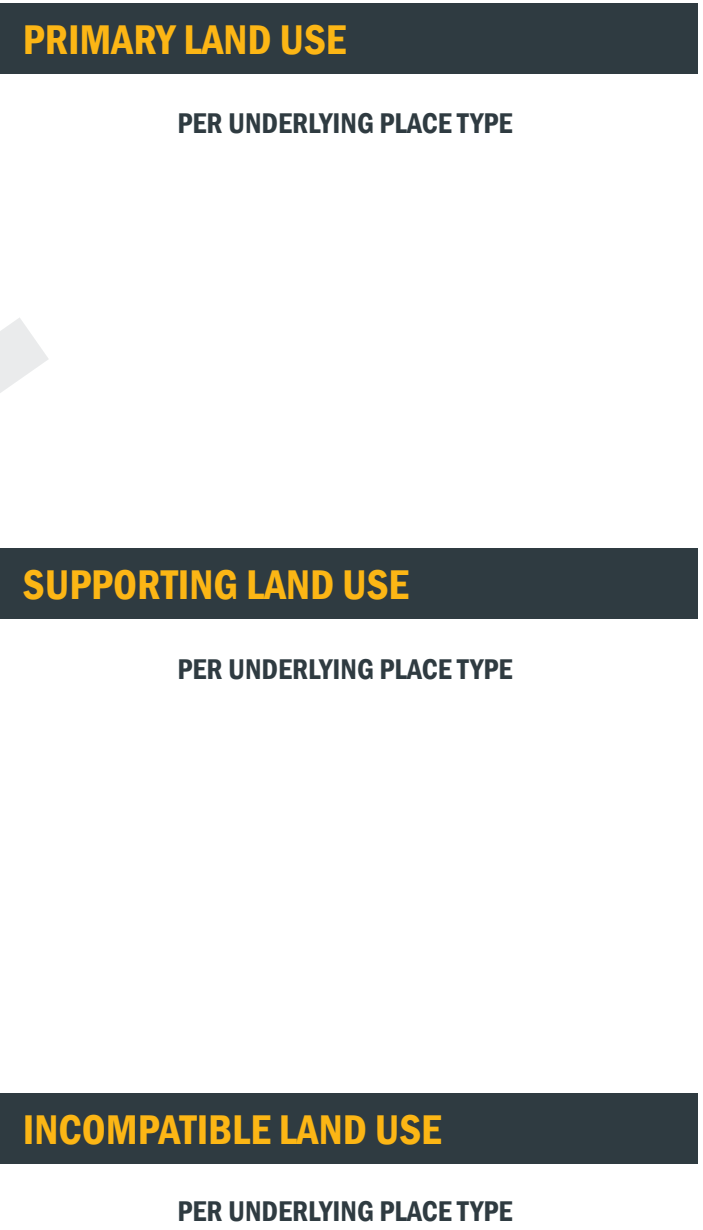 PRIMARY LAND USE
PER UNDERLYING PLACE TYPE
SUPPORTING LAND USE
PER UNDERLYING PLACE TYPE
INCOMPATIBLE LAND USE
PER UNDERLYING PLACE TYPE